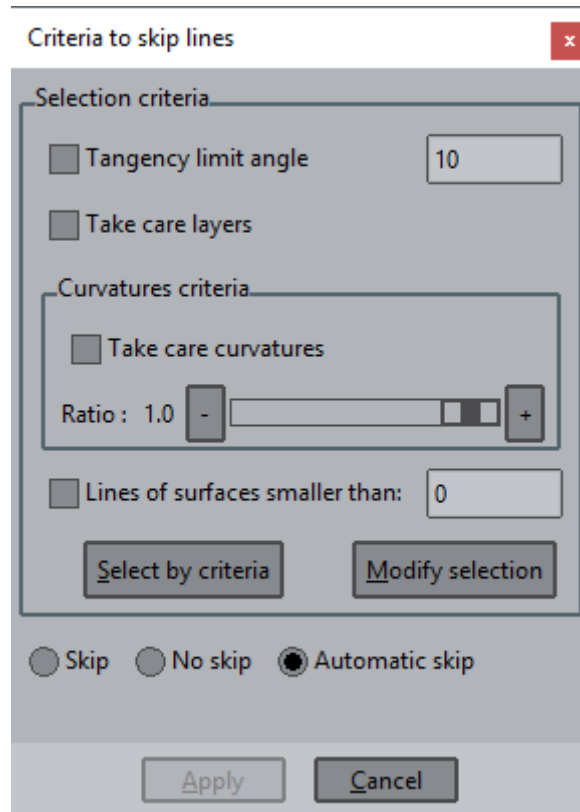 Criteria to skip lines
x
Selection criteria
Tangency limit angle 10
Take care layers
Curvatures criteria
Take care curvatures
Ratio : 1.0 - +
Lines of surfaces smaller than: 0
Select by criteria Modify selection
Skip No skip Automatic skip
Apply Cancel